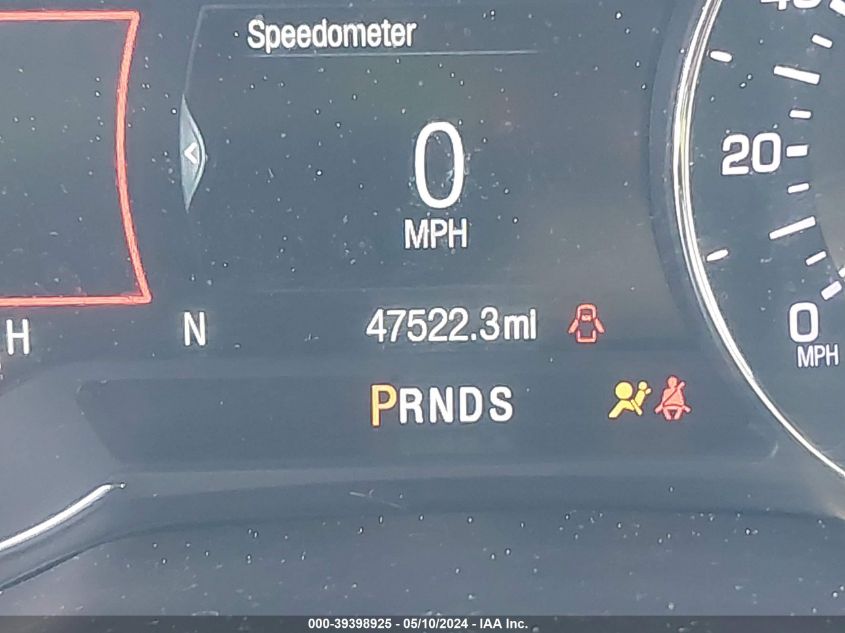 Speedometer
0
MPH
20
H
N
47522.3mi
0
MPH
PRNDS
000-39398925 - 05/10/2024 - IAA Inc.